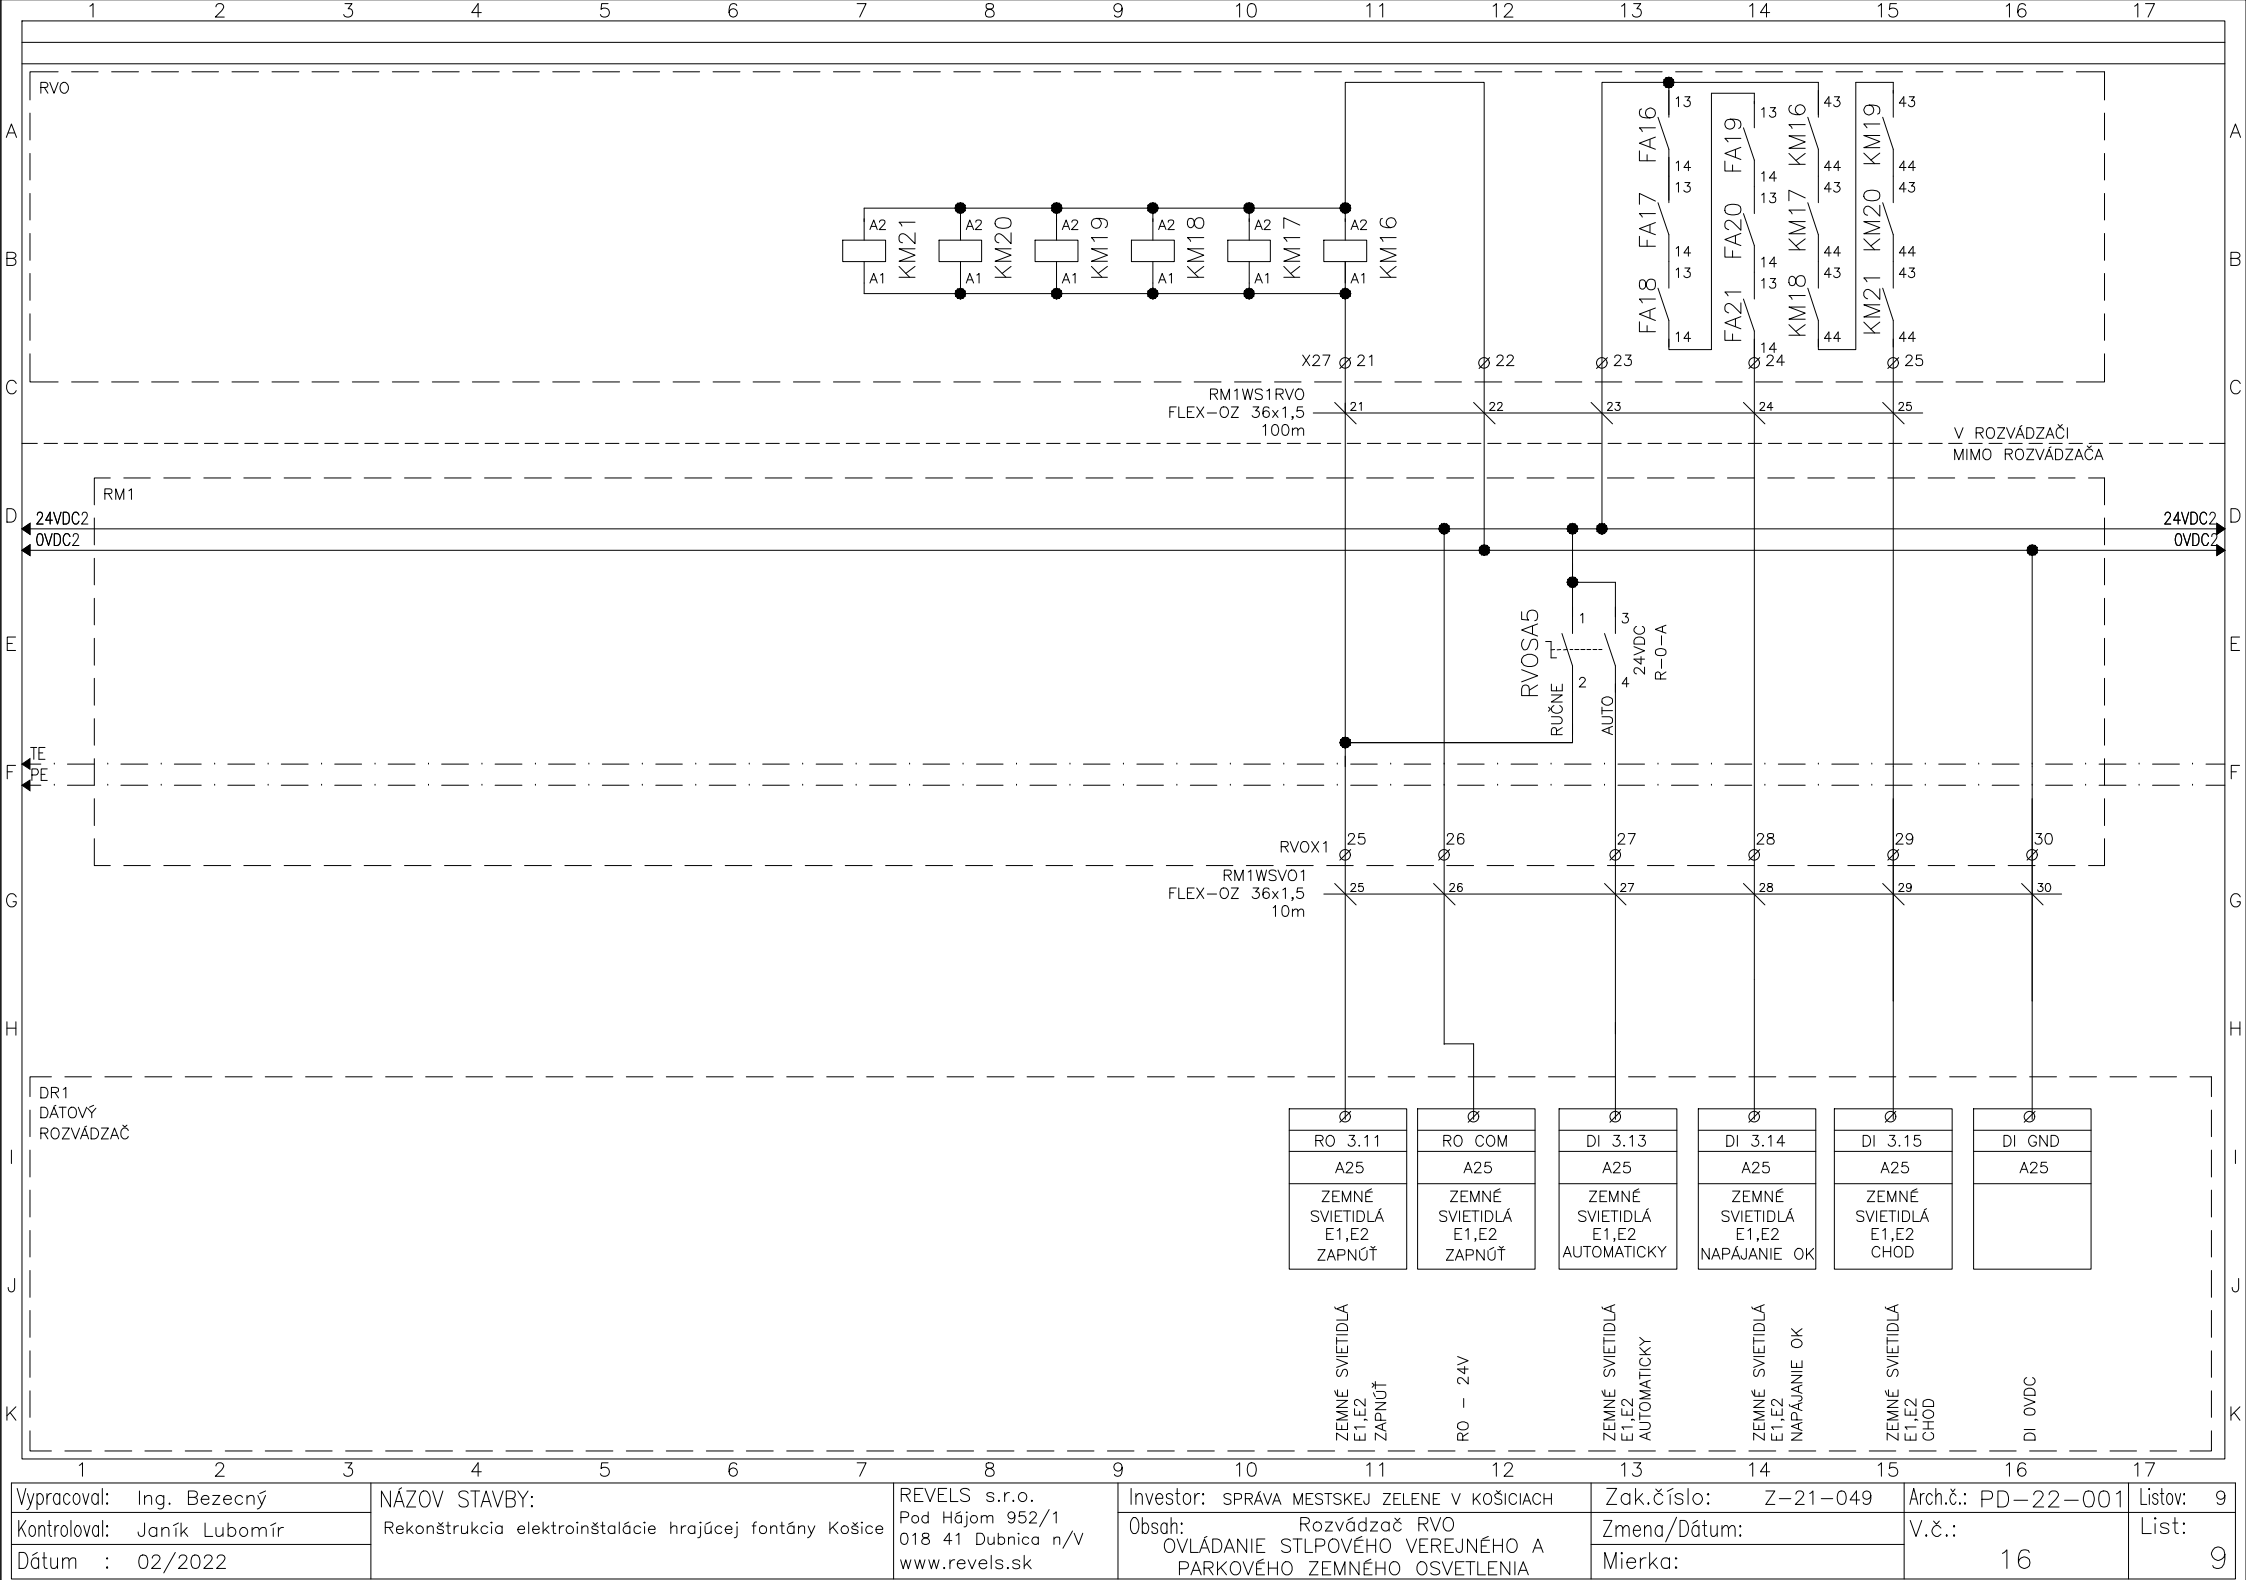 1 2 3 4 5 6 7 8 9 10 11 12 13 14 15 16 17
A A
B B
C C
D D
E E
F F
G G
H H
I I
J J
K K
RVO
13 13 43 43
FA16 FA19 KM16 KM19
14 14 44 44
13 13 43 43
FA17 FA20 KM17 KM20
14 14 44 44
13 13 43 43
FA18 FA21 KM18 KM21
14 14 44 44
A2 A2 A2 A2 A2 A2
KM21 KM20 KM19 KM18 KM17 KM16
A1 A1 A1 A1 A1 A1
X27 21 22 23 24 25
RM1WS1RVO
FLEX-OZ 36x1,5
100m
21 22 23 24 25
V ROZVÁDZAČI
MIMO ROZVÁDZAČA
RM1
24VDC2 24VDC2
0VDC2 0VDC2
RVOSA5
1 3
2 4
24VDC
R-0-A
RUČNE
AUTO
TE
PE
RVOX1 25 26 27 28 29 30
RM1WSVO1
FLEX-OZ 36x1,5
10m
25 26 27 28 29 30
DR1
DÁTOVÝ
ROZVÁDZAČ
RO 3.11
A25
ZEMNÉ
SVIETIDLÁ
E1,E2
ZAPNÚŤ
RO COM
A25
ZEMNÉ
SVIETIDLÁ
E1,E2
ZAPNÚŤ
DI 3.13
A25
ZEMNÉ
SVIETIDLÁ
E1,E2
AUTOMATICKY
DI 3.14
A25
ZEMNÉ
SVIETIDLÁ
E1,E2
NAPÁJANIE OK
DI 3.15
A25
ZEMNÉ
SVIETIDLÁ
E1,E2
CHOD
DI GND
A25
ZEMNÉ SVIETIDLÁ
E1,E2
ZAPNÚŤ
RO - 24V
ZEMNÉ SVIETIDLÁ
E1,E2
AUTOMATICKY
ZEMNÉ SVIETIDLÁ
E1,E2
NAPÁJANIE OK
ZEMNÉ SVIETIDLÁ
E1,E2
CHOD
DI 0VDC
1 2 3 4 5 6 7 8 9 10 11 12 13 14 15 16 17
Vypracoval: Ing. Bezecný
Kontroloval: Janík Lubomír
Dátum : 02/2022
NÁZOV STAVBY:
Rekonštrukcia elektroinštalácie hrajúcej fontány Košice
REVELS s.r.o.
Pod Hájom 952/1
018 41 Dubnica n/V
www.revels.sk
Investor: SPRÁVA MESTSKEJ ZELENE V KOŠICIACH
Obsah: Rozvádzač RVO
OVLÁDANIE STLPOVÉHO VEREJNÉHO A
PARKOVÉHO ZEMNÉHO OSVETLENIA
Zak.číslo: Z-21-049
Zmena/Dátum:
Mierka:
Arch.č.: PD-22-001
V.č.:
16
Listov: 9
List:
9